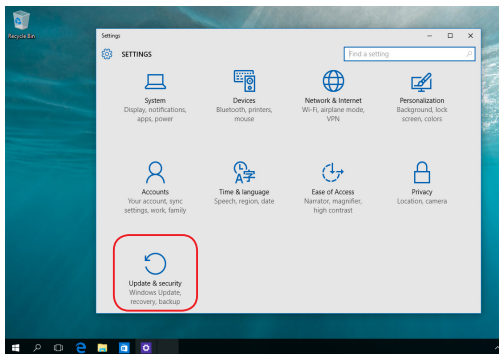 Recycle Bin
Settings
SETTINGS
Find a setting
System
Display, notifications,
apps, power
Devices
Bluetooth, printers,
mouse
Network & Internet
Wi-Fi, airplane mode,
VPN
Personalization
Background, lock
screen, colors
Accounts
Your account, sync
settings, work, family
Time & language
Speech, region, date
Ease of Access
Narrator, magnifier,
high contrast
Privacy
Location, camera
Update & security
Windows Update,
recovery, backup